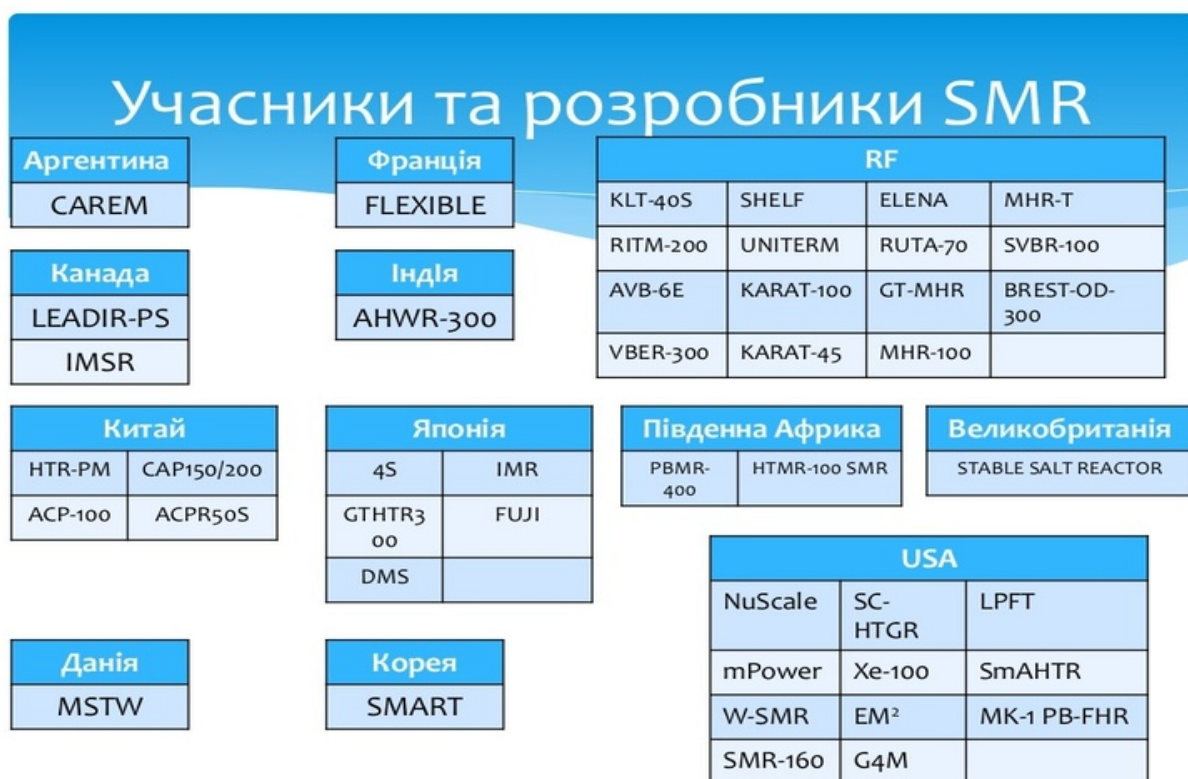 Учасники та розробники SMR
Аргентина
CAREM
Франція
FLEXIBLE
RF
KLT-40S SHELF ELENA MHR-T
RITM-200 UNITERM RUTA-70 SVBR-100
AVB-6E KARAT-100 GT-MHR BREST-OD-
300
VBER-300 KARAT-45 MHR-100
Канада
LEADIR-PS
IMSR
Індія
AHWR-300
Китай
HTR-PM CAP150/200
ACP-100 ACPR50S
Японія
4S IMR
GTHTR3
00
FUJI
DMS
Південна Африка
PBMR-
400
HTMR-100 SMR
Великобританія
STABLE SALT REACTOR
USA
NuScale SC-
HTGR
LPFT
mPower Xe-100 SmAHTR
W-SMR EM² MK-1 PB-FHR
SMR-160 G4M
Данія
MSTW
Корея
SMART